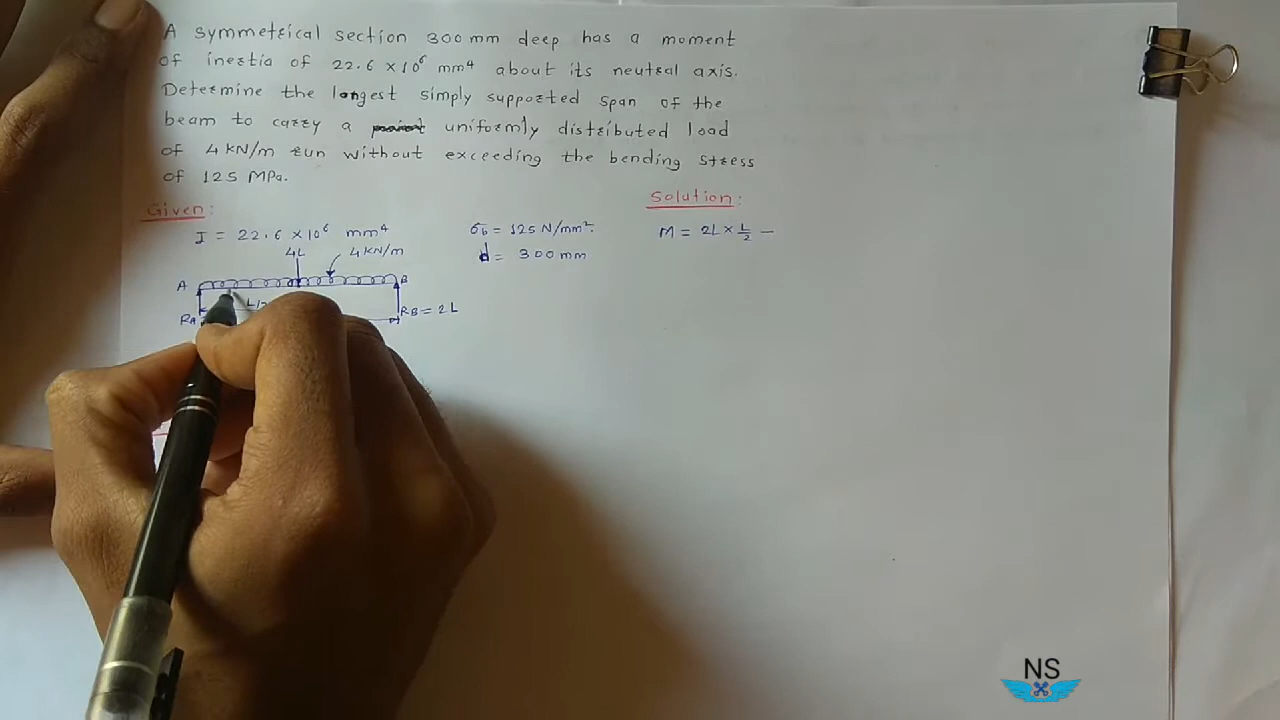 A symmetrical section 300 mm deep has a moment
of inertia of 22.6 × 10⁶ mm⁴ about its neutral axis.
Determine the longest simply supported span of the
beam to carry a uniformly distributed load
of 4 KN/m run without exceeding the bending stress
of 125 MPa.
Given:
I = 22.6 × 10⁶ mm⁴
4L
4 KN/m
A
B
L/2
RA
RB = 2L
σb = 125 N/mm².
d = 300 mm
Solution:
M = 2L × L/2 —
NS